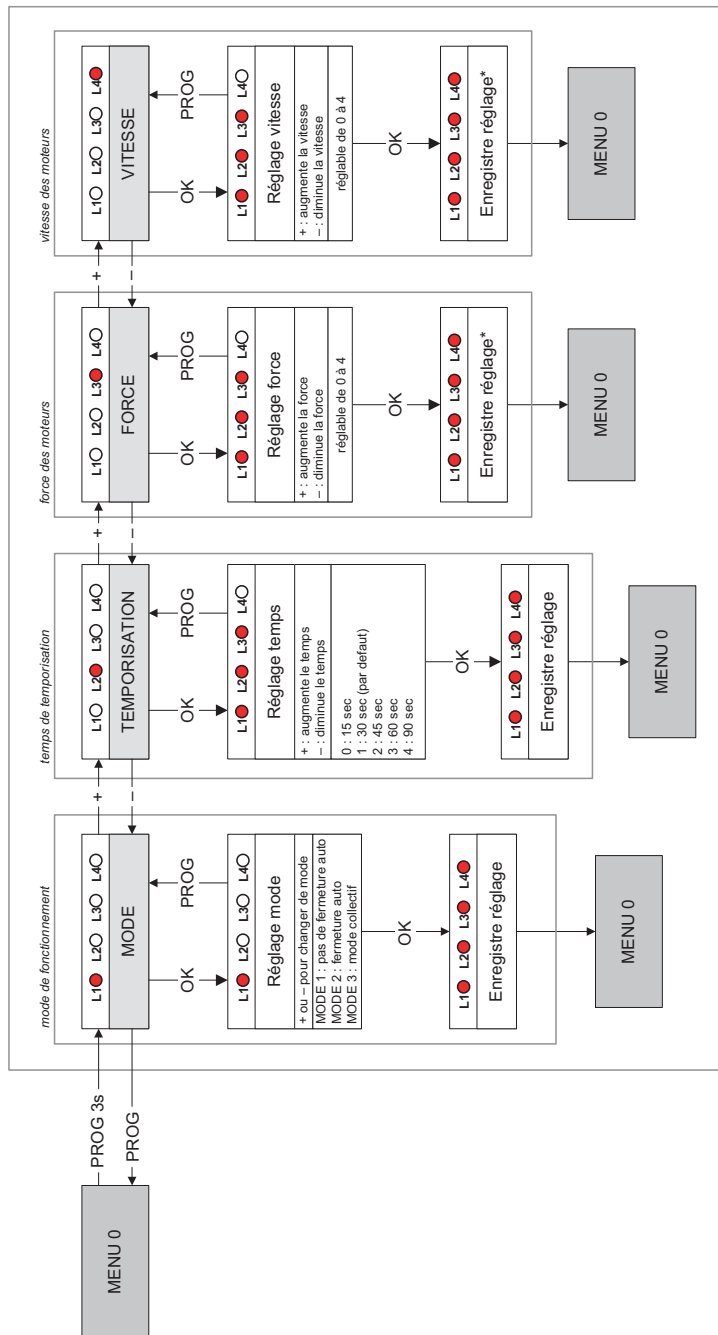 MENU 0
PROG 3s
PROG
mode de fonctionnement
L1 L2 L3 L4
MODE
OK
PROG
L1 L2 L3 L4
Réglage mode
+ ou – pour changer de mode
MODE 1 : pas de fermeture auto
MODE 2 : fermeture auto
MODE 3 : mode collectif
OK
L1 L2 L3 L4
Enregistre réglage
MENU 0
+
–
temps de temporisation
L1 L2 L3 L4
TEMPORISATION
OK
PROG
L1 L2 L3 L4
Réglage temps
+ : augmente le temps
– : diminue le temps
0 : 15 sec
1 : 30 sec (par defaut)
2 : 45 sec
3 : 60 sec
4 : 90 sec
OK
L1 L2 L3 L4
Enregistre réglage
MENU 0
+
–
force des moteurs
L1 L2 L3 L4
FORCE
OK
PROG
L1 L2 L3 L4
Réglage force
+ : augmente la force
– : diminue la force
réglable de 0 à 4
OK
L1 L2 L3 L4
Enregistre réglage*
MENU 0
+
–
vitesse des moteurs
L1 L2 L3 L4
VITESSE
OK
PROG
L1 L2 L3 L4
Réglage vitesse
+ : augmente la vitesse
– : diminue la vitesse
réglable de 0 à 4
OK
L1 L2 L3 L4
Enregistre réglage*
MENU 0